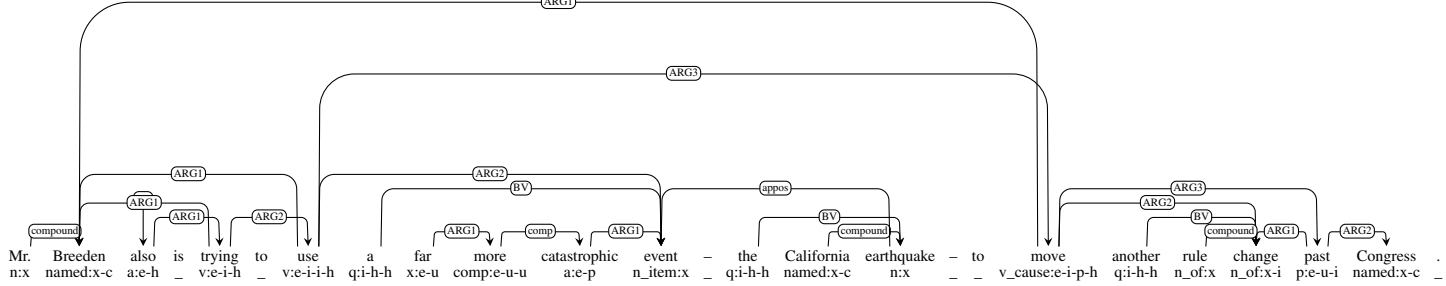 ARG1
ARG3
ARG1 ARG2
BV appos ARG3
ARG1 ARG2
ARG1 ARG2 BV BV
compound ARG1 comp ARG1 compound compound ARG1 ARG2
Mr. Breeden also is trying to use a far more catastrophic event – the California earthquake – to move another rule change past Congress .
n:x named:x-c a:e-h _ v:e-i-h _ v:e-i-i-h q:i-h-h x:e-u comp:e-u-u a:e-p n_item:x _ q:i-h-h named:x-c n:x _ _ v_cause:e-i-p-h q:i-h-h n_of:x n_of:x-i p:e-u-i named:x-c _